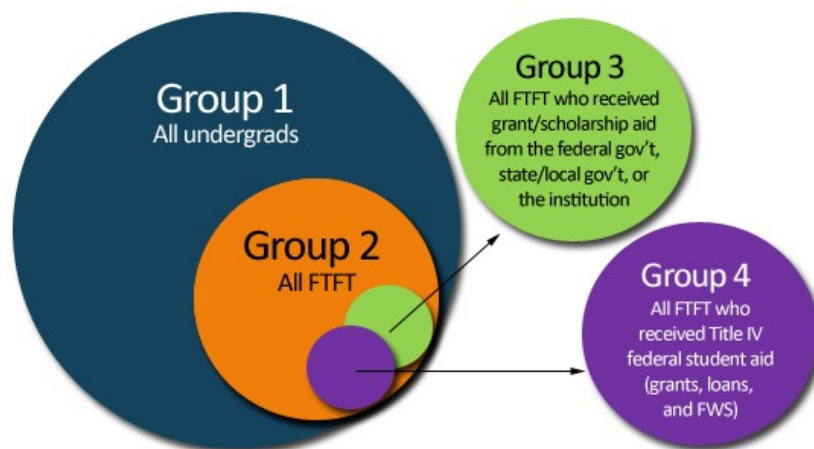 Group 1
All undergrads
Group 2
All FTFT
Group 3
All FTFT who received
grant/scholarship aid
from the federal gov't,
state/local gov't, or
the institution
Group 4
All FTFT who
received Title IV
federal student aid
(grants, loans,
and FWS)